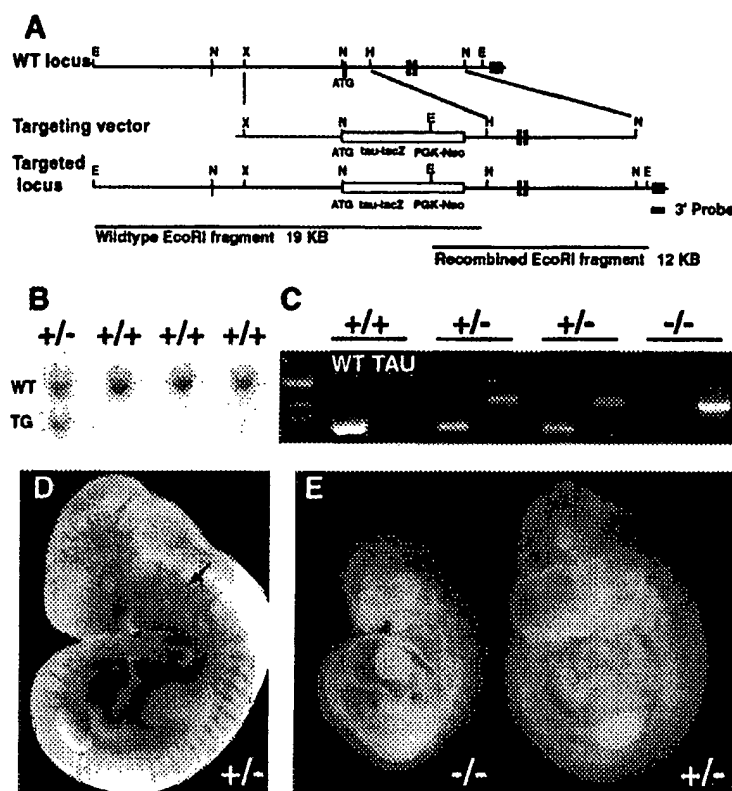 A
E N X N H N E
WT locus
ATG
Targeting vector
X N E H N
ATG tau-lacZ PGK-Neo
Targeted locus
E N X N E H N E
ATG tau-lacZ PGK-Neo
3' Probe
Wildtype EcoRI fragment 19 KB
Recombined EcoRI fragment 12 KB
B
+/- +/+ +/+ +/+
WT
TG
C
+/+ +/- +/- -/-
WT TAU
D
+/-
E
-/-
+/-